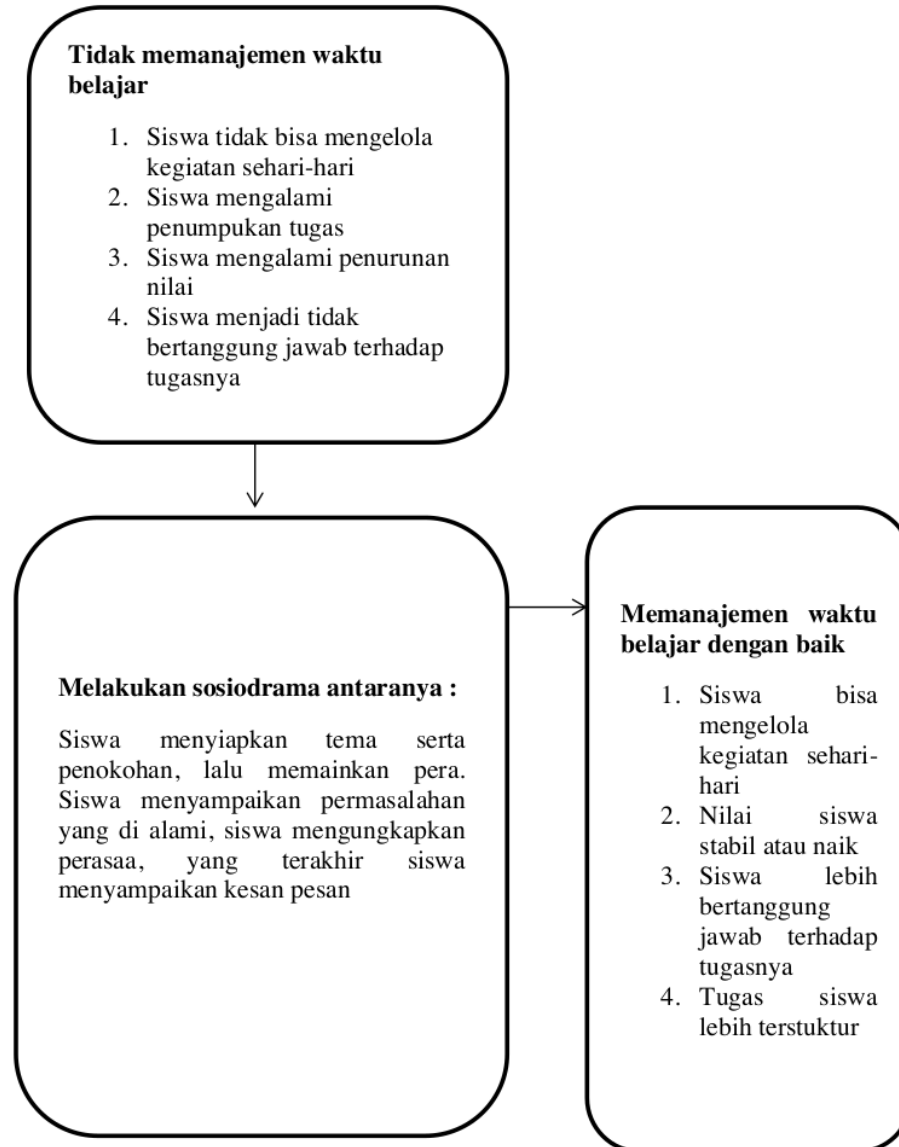 Tidak memanajemen waktu
belajar
1. Siswa tidak bisa mengelola
kegiatan sehari-hari
2. Siswa mengalami
penumpukan tugas
3. Siswa mengalami penurunan
nilai
4. Siswa menjadi tidak
bertanggung jawab terhadap
tugasnya
Melakukan sosiodrama antaranya :
Siswa menyiapkan tema serta
penokohan, lalu memainkan pera.
Siswa menyampaikan permasalahan
yang di alami, siswa mengungkapkan
perasaa, yang terakhir siswa
menyampaikan kesan pesan
Memanajemen waktu
belajar dengan baik
1. Siswa bisa
mengelola
kegiatan sehari-
hari
2. Nilai siswa
stabil atau naik
3. Siswa lebih
bertanggung
jawab terhadap
tugasnya
4. Tugas siswa
lebih terstuktur